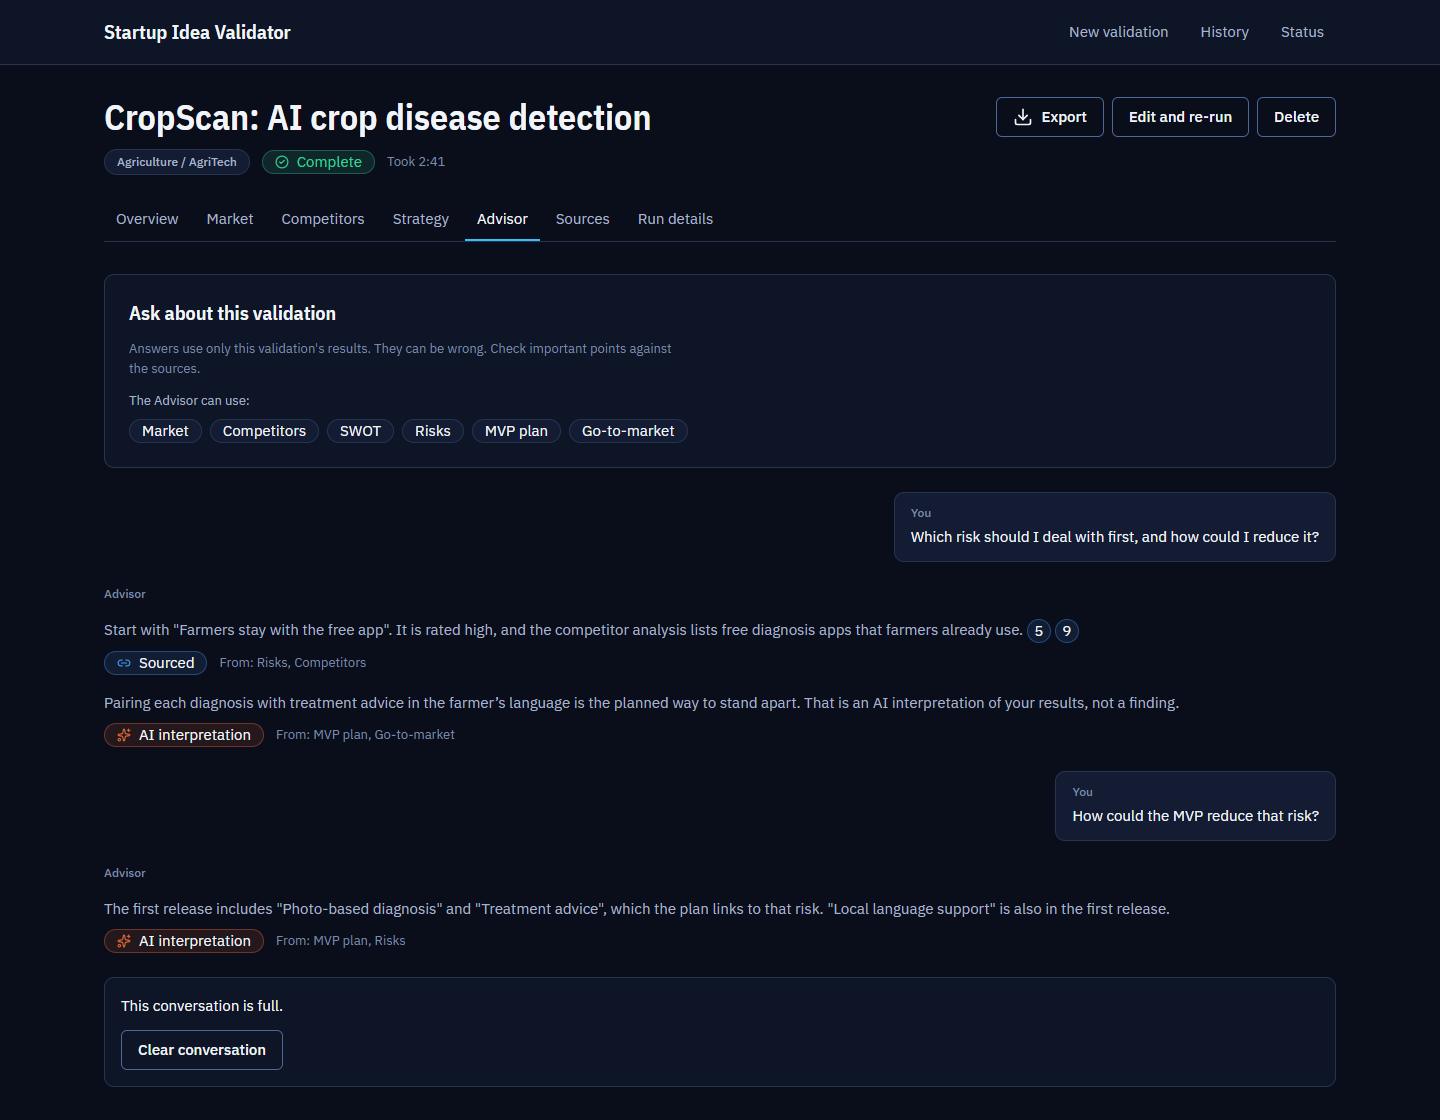 Startup Idea Validator
New validation
History
Status
CropScan: AI crop disease detection
Export
Edit and re-run
Delete
Agriculture / AgriTech
Complete
Took 2:41
Overview
Market
Competitors
Strategy
Advisor
Sources
Run details
Ask about this validation
Answers use only this validation's results. They can be wrong. Check important points against
the sources.
The Advisor can use:
Market
Competitors
SWOT
Risks
MVP plan
Go-to-market
You
Which risk should I deal with first, and how could I reduce it?
Advisor
Start with "Farmers stay with the free app". It is rated high, and the competitor analysis lists free diagnosis apps that farmers already use. 5 9
Sourced
From: Risks, Competitors
Pairing each diagnosis with treatment advice in the farmer’s language is the planned way to stand apart. That is an AI interpretation of your results, not a finding.
AI interpretation
From: MVP plan, Go-to-market
You
How could the MVP reduce that risk?
Advisor
The first release includes "Photo-based diagnosis" and "Treatment advice", which the plan links to that risk. "Local language support" is also in the first release.
AI interpretation
From: MVP plan, Risks
This conversation is full.
Clear conversation